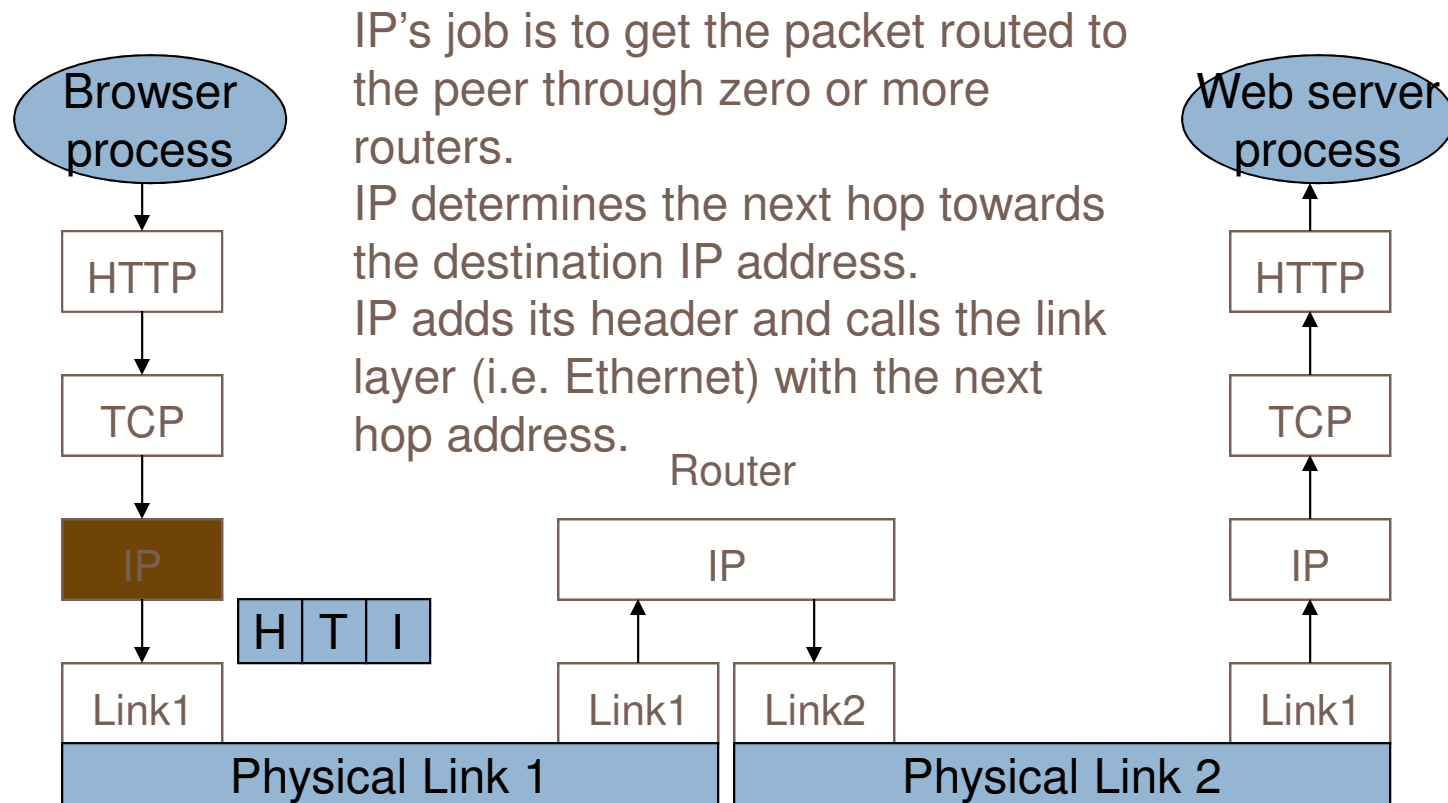 IP's job is to get the packet routed to
the peer through zero or more
routers.
IP determines the next hop towards
the destination IP address.
IP adds its header and calls the link
layer (i.e. Ethernet) with the next
hop address.
Browser
process
HTTP
TCP
IP
H T I
Link1
Router
IP
Link1
Link2
Web server
process
HTTP
TCP
IP
Link1
Physical Link 1
Physical Link 2